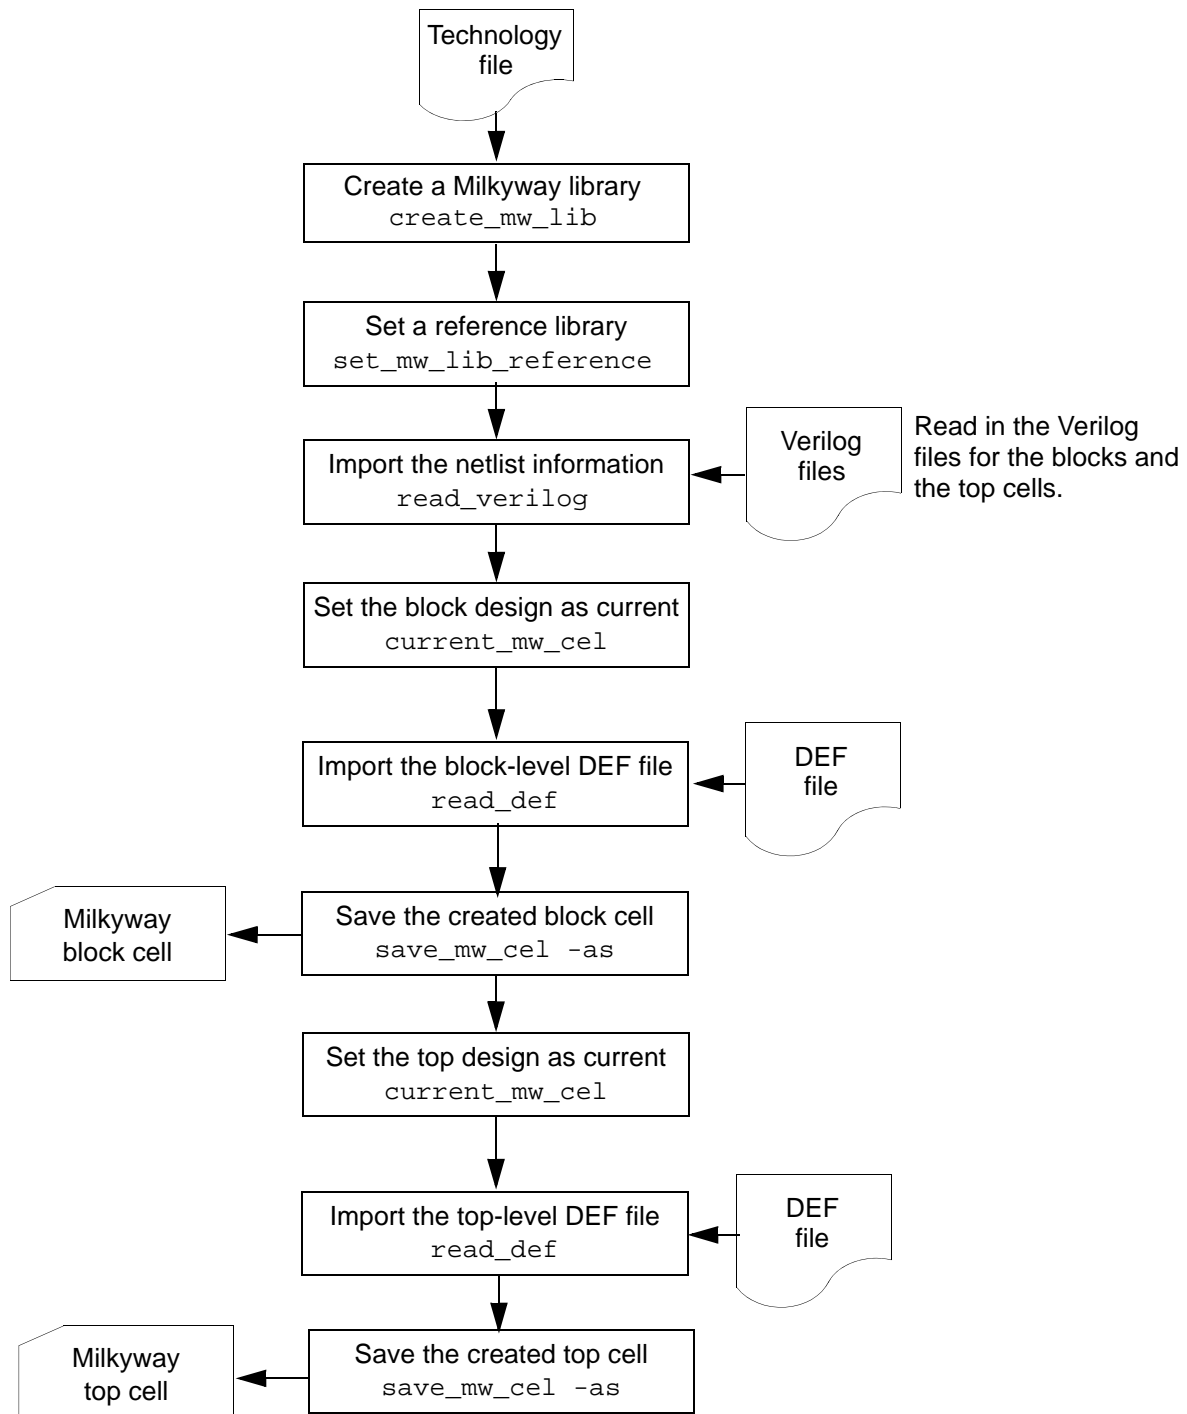 Technology
file
Create a Milkyway library
create_mw_lib
Set a reference library
set_mw_lib_reference
Import the netlist information
read_verilog
Verilog
files
Read in the Verilog
files for the blocks and
the top cells.
Set the block design as current
current_mw_cel
Import the block-level DEF file
read_def
DEF
file
Save the created block cell
save_mw_cel -as
Milkyway
block cell
Set the top design as current
current_mw_cel
Import the top-level DEF file
read_def
DEF
file
Save the created top cell
save_mw_cel -as
Milkyway
top cell